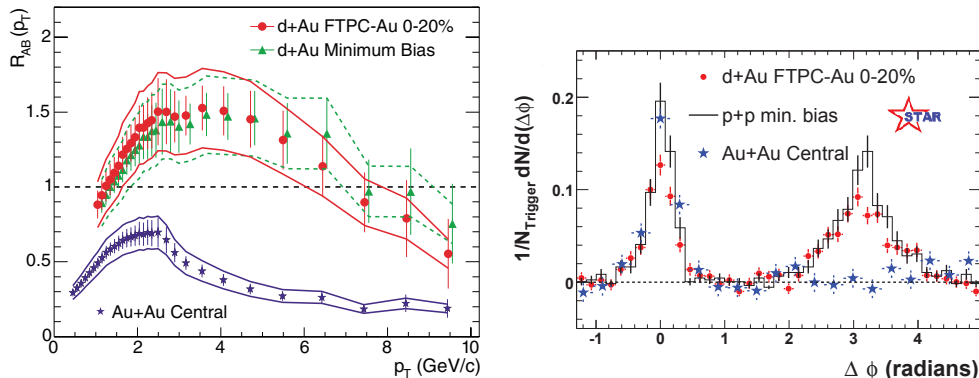 R_AB(p_T)
2
1.5
1
0.5
0
0 2 4 6 8 10
p_T (GeV/c)
d+Au FTPC-Au 0-20%
d+Au Minimum Bias
Au+Au Central
1/N_Trigger dN/d(Δϕ)
0.2
0.1
0
-1 0 1 2 3 4
Δ ϕ (radians)
d+Au FTPC-Au 0-20%
p+p min. bias
Au+Au Central
STAR